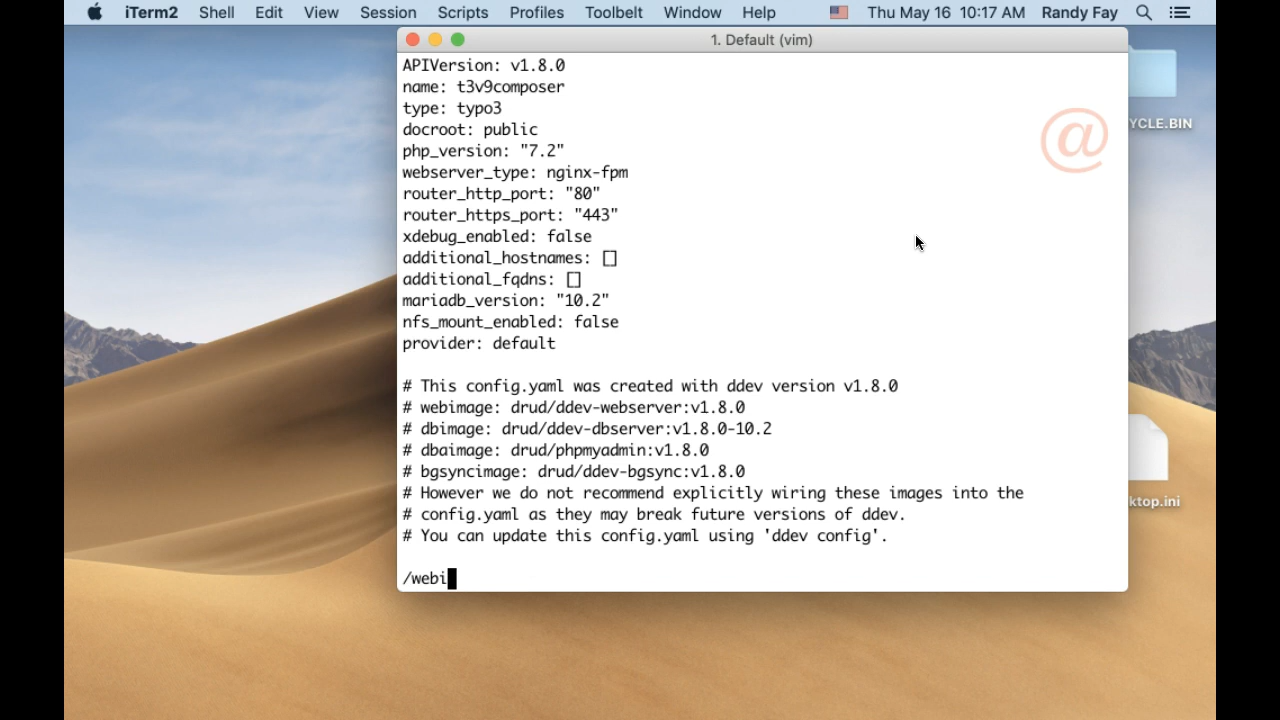 iTerm2 Shell Edit View Session Scripts Profiles Toolbelt Window Help Thu May 16 10:17 AM Randy Fay
1. Default (vim)
APIVersion: v1.8.0
name: t3v9composer
type: typo3
docroot: public
php_version: "7.2"
webserver_type: nginx-fpm
router_http_port: "80"
router_https_port: "443"
xdebug_enabled: false
additional_hostnames: []
additional_fqdns: []
mariadb_version: "10.2"
nfs_mount_enabled: false
provider: default
# This config.yaml was created with ddev version v1.8.0
# webimage: drud/ddev-webserver:v1.8.0
# dbimage: drud/ddev-dbserver:v1.8.0-10.2
# dbaimage: drud/phpmyadmin:v1.8.0
# bgsyncimage: drud/ddev-bgsync:v1.8.0
# However we do not recommend explicitly wiring these images into the
# config.yaml as they may break future versions of ddev.
# You can update this config.yaml using 'ddev config'.
/webi
@
YCLE.BIN
ktop.ini